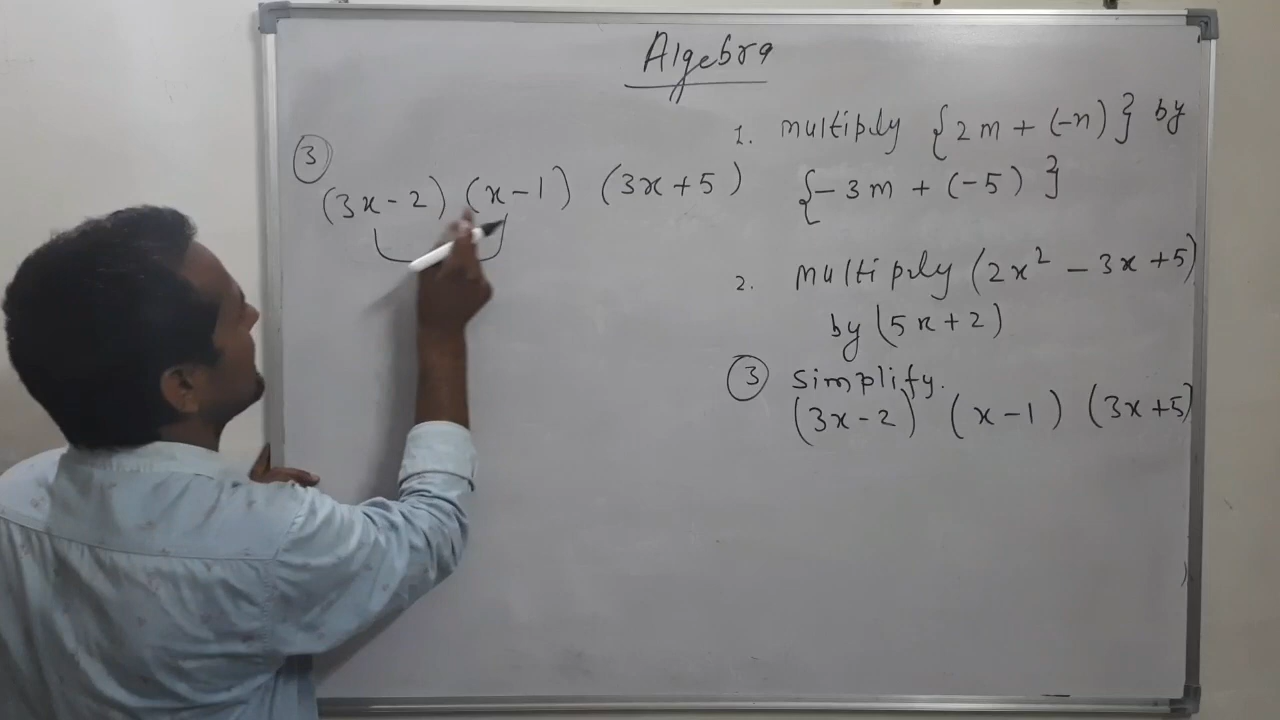 Algebra
③
(3x-2) (x-1) (3x+5)
1. multiply {2m + (-n)} by
{-3m + (-5)}
2. multiply (2x² - 3x +5)
by (5x+2)
③ simplify.
(3x-2) (x-1) (3x+5)